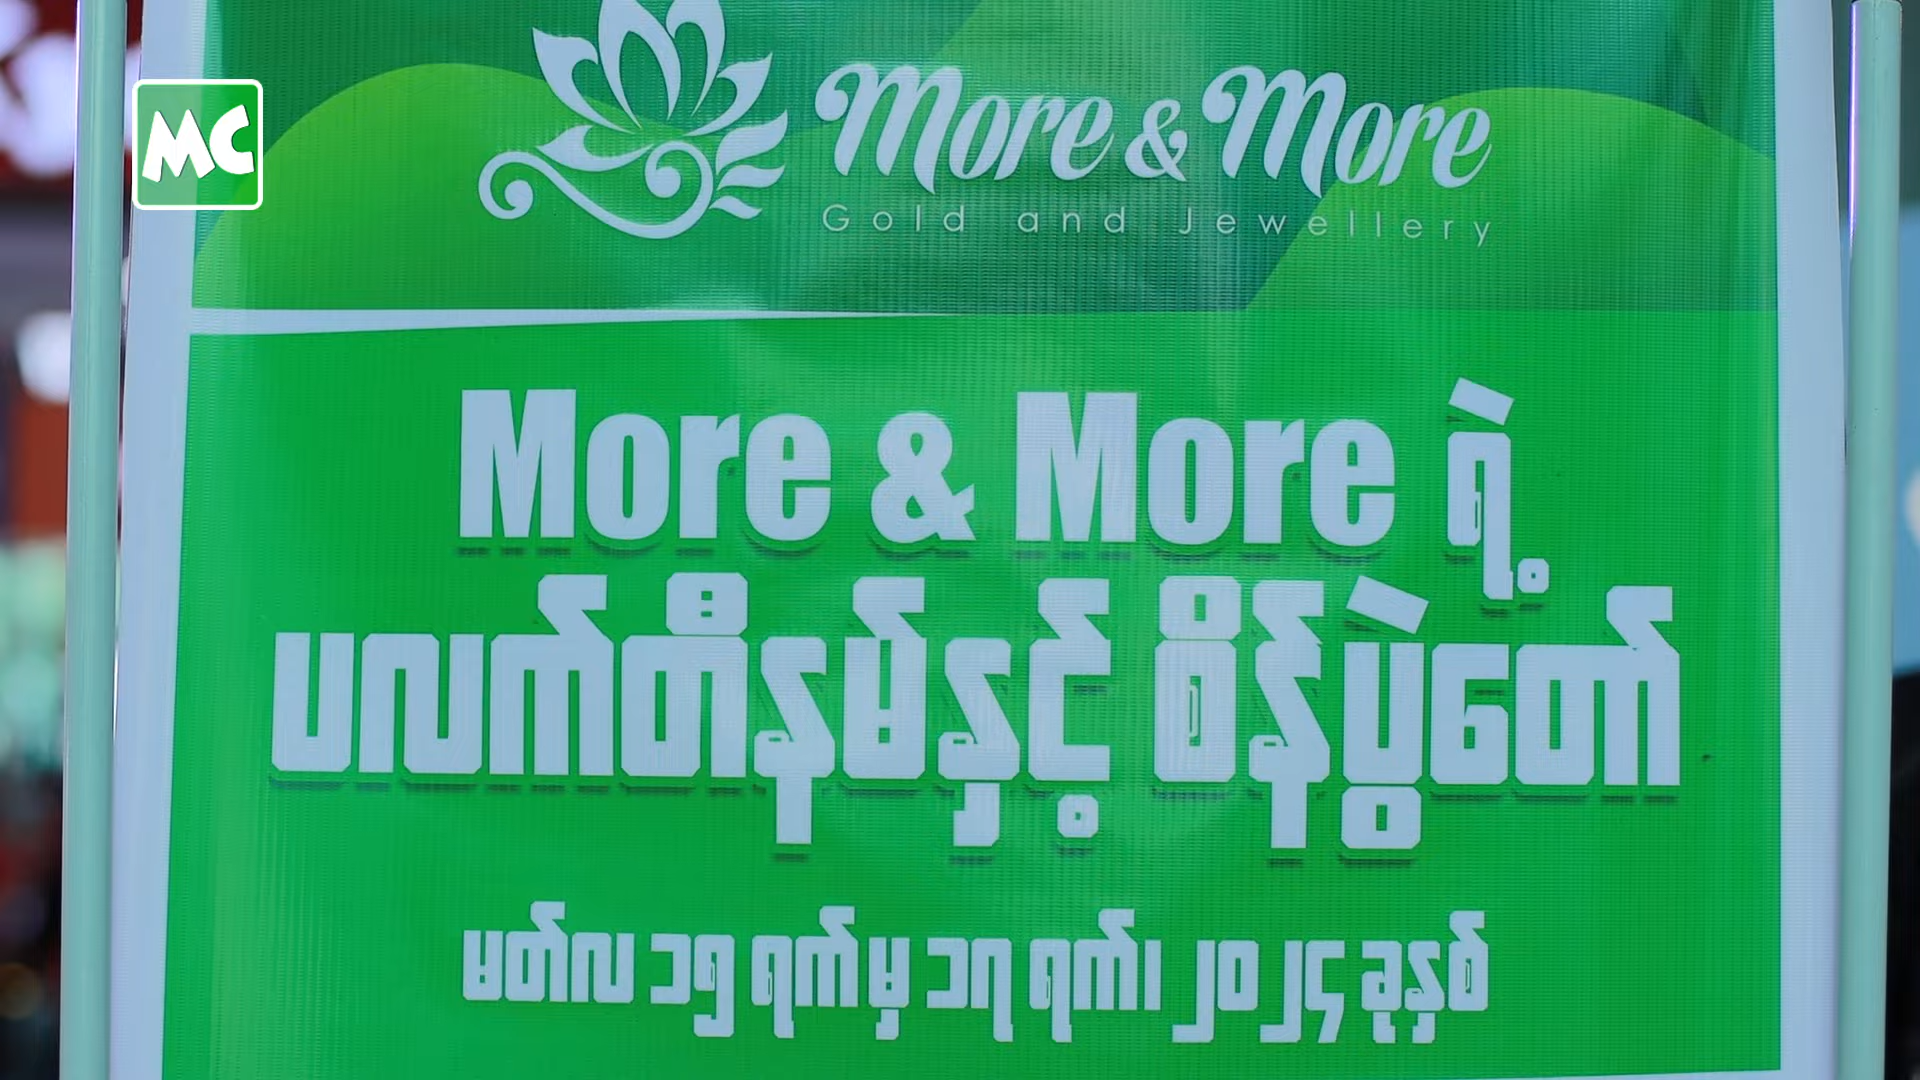 MC
More & More
Gold and Jewellery
More & More ရဲ့
ပလက်တီနမ်နှင့် စိန်ပွဲတော်
မတ်လ ၁၅ ရက်မှ ၁၇ ရက်၊ ၂၀၂၄ ခုနှစ်